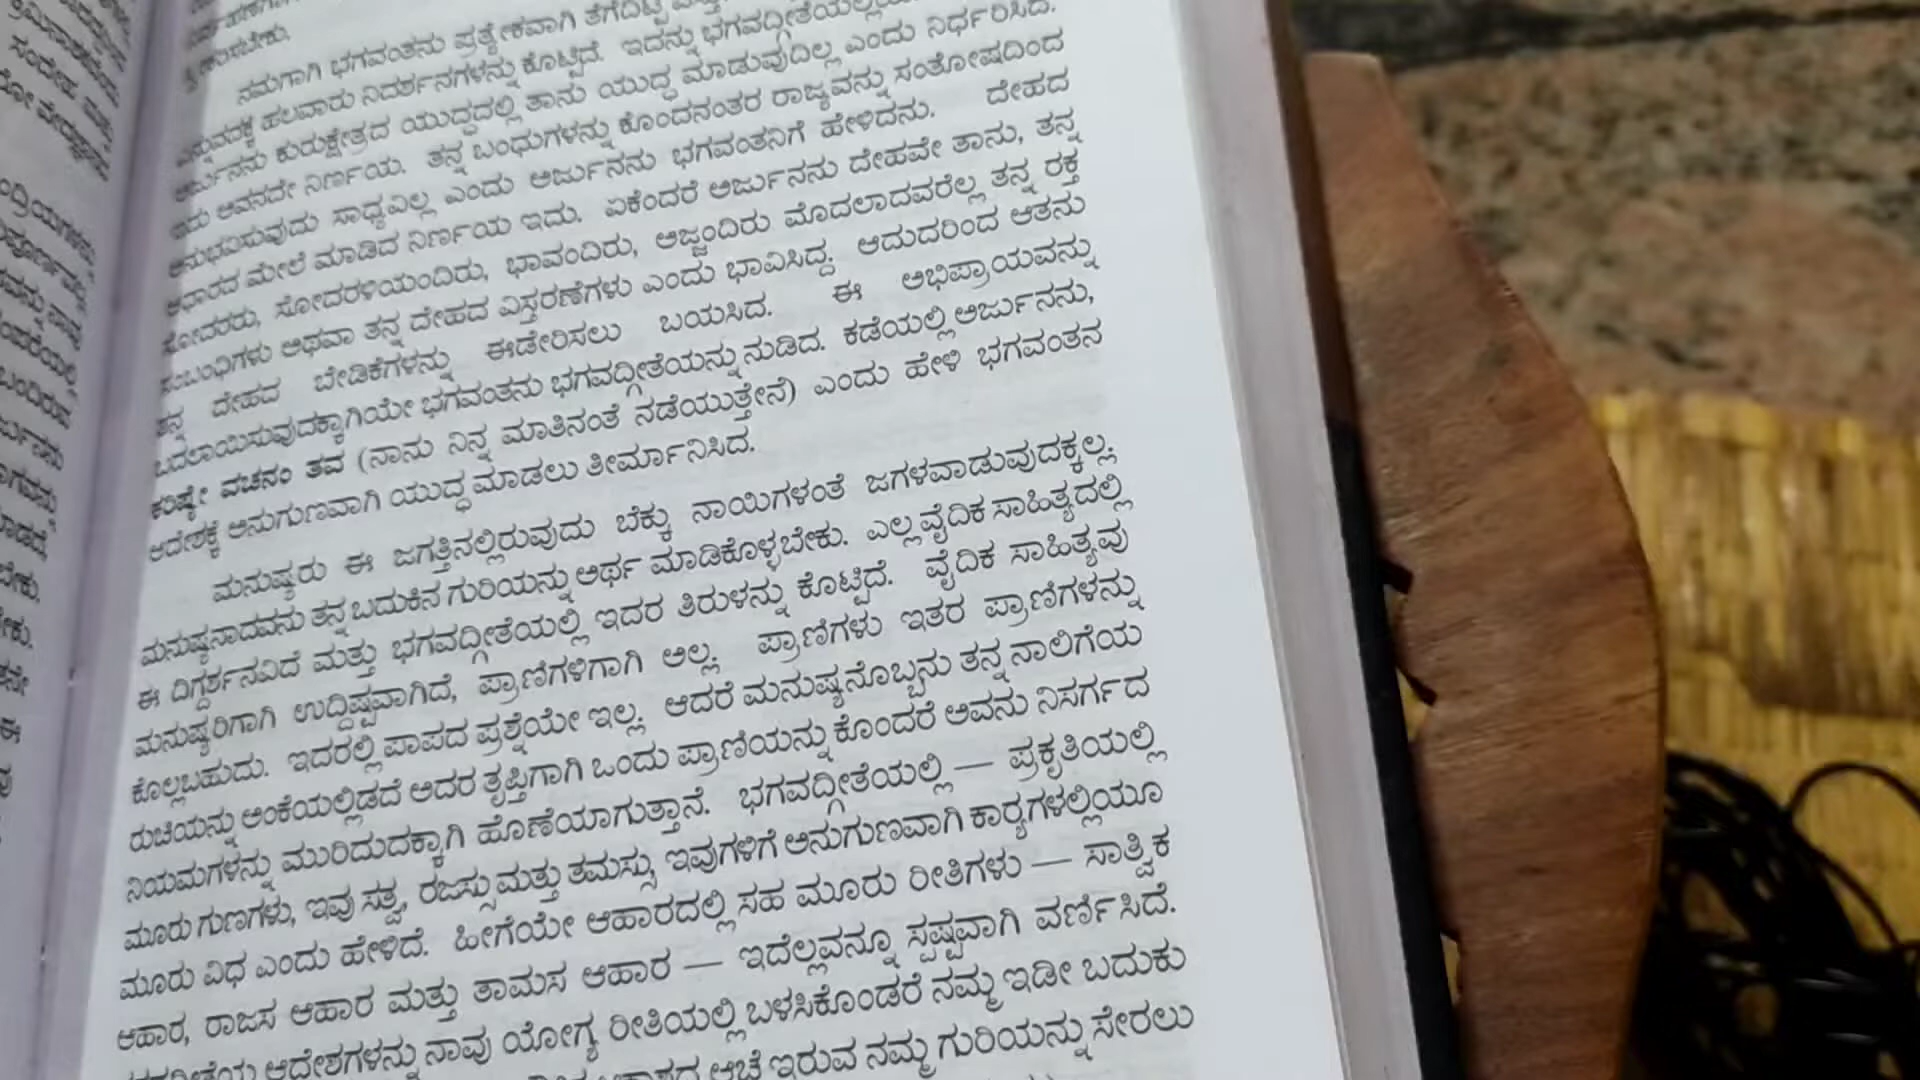 ನಮಗಾಗಿ ಭಗವಂತನು ಪ್ರತ್ಯೇಕವಾಗಿ ತೆಗೆದಿಟ್ಟ
ಎನ್ನುವದಕ್ಕೆ ಹಲವಾರು ನಿದರ್ಶನಗಳನ್ನು ಕೊಟ್ಟಿದೆ. ಇದನ್ನು
ಅರ್ಜುನನು ಕುರುಕ್ಷೇತ್ರದ ಯುದ್ಧದಲ್ಲಿ ತಾನು ಯುದ್ಧ ಮಾಡುವುದಿಲ್ಲ ಎಂದು ನಿರ್ಧರಿಸಿದ.
ಇದು ಅವನದೇ ನಿರ್ಣಯ. ತನ್ನ ಬಂಧುಗಳನ್ನು ಕೊಂದನಂತರ ರಾಜ್ಯವನ್ನು ಸಂತೋಷದಿಂದ
ಅನುಭವಿಸುವುದು ಸಾಧ್ಯವಿಲ್ಲ ಎಂದು ಅರ್ಜುನನು ಭಗವಂತನಿಗೆ ಹೇಳಿದನು. ದೇಹದ
ಆಧಾರದ ಮೇಲೆ ಮಾಡಿದ ನಿರ್ಣಯ ಇದು. ಏಕೆಂದರೆ ಅರ್ಜುನನು ದೇಹವೇ ತಾನು, ತನ್ನ
ಸೋದರರು, ಸೋದರಳಿಯಂದಿರು, ಭಾವಂದಿರು, ಅಜ್ಜಂದಿರು ಮೊದಲಾದವರೆಲ್ಲ ತನ್ನ ರಕ್ತ
ಸಂಬಂಧಿಗಳು ಅಥವಾ ತನ್ನ ದೇಹದ ವಿಸ್ತರಣೆಗಳು ಎಂದು ಭಾವಿಸಿದ್ದ. ಆದುದರಿಂದ ಆತನು
ತನ್ನ ದೇಹದ ಬೇಡಿಕೆಗಳನ್ನು ಈಡೇರಿಸಲು ಬಯಸಿದ. ಈ ಅಭಿಪ್ರಾಯವನ್ನು
ಬದಲಾಯಿಸುವುದಕ್ಕಾಗಿಯೇ ಭಗವಂತನು ಭಗವದ್ಗೀತೆಯನ್ನು ನುಡಿದ. ಕಡೆಯಲ್ಲಿ ಅರ್ಜುನನು,
ಕರಿಷ್ಯೇ ವಚನಂ ತವ (ನಾನು ನಿನ್ನ ಮಾತಿನಂತೆ ನಡೆಯುತ್ತೇನೆ) ಎಂದು ಹೇಳಿ ಭಗವಂತನ
ಆದೇಶಕ್ಕೆ ಅನುಗುಣವಾಗಿ ಯುದ್ಧ ಮಾಡಲು ತೀರ್ಮಾನಿಸಿದ.
ಮನುಷ್ಯರು ಈ ಜಗತ್ತಿನಲ್ಲಿರುವುದು ಬೆಕ್ಕು ನಾಯಿಗಳಂತೆ ಜಗಳವಾಡುವುದಕ್ಕಲ್ಲ.
ಮನುಷ್ಯನಾದವನು ತನ್ನ ಬದುಕಿನ ಗುರಿಯನ್ನು ಅರ್ಥ ಮಾಡಿಕೊಳ್ಳಬೇಕು. ಎಲ್ಲ ವೈದಿಕ ಸಾಹಿತ್ಯದಲ್ಲಿ
ಈ ದಿಗ್ದರ್ಶನವಿದೆ ಮತ್ತು ಭಗವದ್ಗೀತೆಯಲ್ಲಿ ಇದರ ತಿರುಳನ್ನು ಕೊಟ್ಟಿದೆ. ವೈದಿಕ ಸಾಹಿತ್ಯವು
ಮನುಷ್ಯರಿಗಾಗಿ ಉದ್ದಿಷ್ಟವಾಗಿದೆ, ಪ್ರಾಣಿಗಳಿಗಾಗಿ ಅಲ್ಲ. ಪ್ರಾಣಿಗಳು ಇತರ ಪ್ರಾಣಿಗಳನ್ನು
ಕೊಲ್ಲಬಹುದು. ಇದರಲ್ಲಿ ಪಾಪದ ಪ್ರಶ್ನೆಯೇ ಇಲ್ಲ. ಆದರೆ ಮನುಷ್ಯನೊಬ್ಬನು ತನ್ನ ನಾಲಿಗೆಯ
ರುಚಿಯನ್ನು ಅಂಕೆಯಲ್ಲಿಡದೆ ಅದರ ತೃಪ್ತಿಗಾಗಿ ಒಂದು ಪ್ರಾಣಿಯನ್ನು ಕೊಂದರೆ ಅವನು ನಿಸರ್ಗದ
ನಿಯಮಗಳನ್ನು ಮುರಿದುದಕ್ಕಾಗಿ ಹೊಣೆಯಾಗುತ್ತಾನೆ. ಭಗವದ್ಗೀತೆಯಲ್ಲಿ — ಪ್ರಕೃತಿಯಲ್ಲಿ
ಮೂರು ಗುಣಗಳು, ಇವು ಸತ್ವ, ರಜಸ್ಸು ಮತ್ತು ತಮಸ್ಸು, ಇವುಗಳಿಗೆ ಅನುಗುಣವಾಗಿ ಕಾರ್ಯಗಳಲ್ಲಿಯೂ
ಮೂರು ವಿಧ ಎಂದು ಹೇಳಿದೆ. ಹೀಗೆಯೇ ಆಹಾರದಲ್ಲಿ ಸಹ ಮೂರು ರೀತಿಗಳು — ಸಾತ್ವಿಕ
ಆಹಾರ, ರಾಜಸ ಆಹಾರ ಮತ್ತು ತಾಮಸ ಆಹಾರ — ಇದೆಲ್ಲವನ್ನೂ ಸ್ಪಷ್ಟವಾಗಿ ವರ್ಣಿಸಿದೆ.
ಆದೇಶಗಳನ್ನು ನಾವು ಯೋಗ್ಯ ರೀತಿಯಲ್ಲಿ ಬಳಸಿಕೊಂಡರೆ ನಮ್ಮ ಇಡೀ ಬದುಕು
ಆಚೆ ಇರುವ ನಮ್ಮ ಗುರಿಯನ್ನು ಸೇರಲು